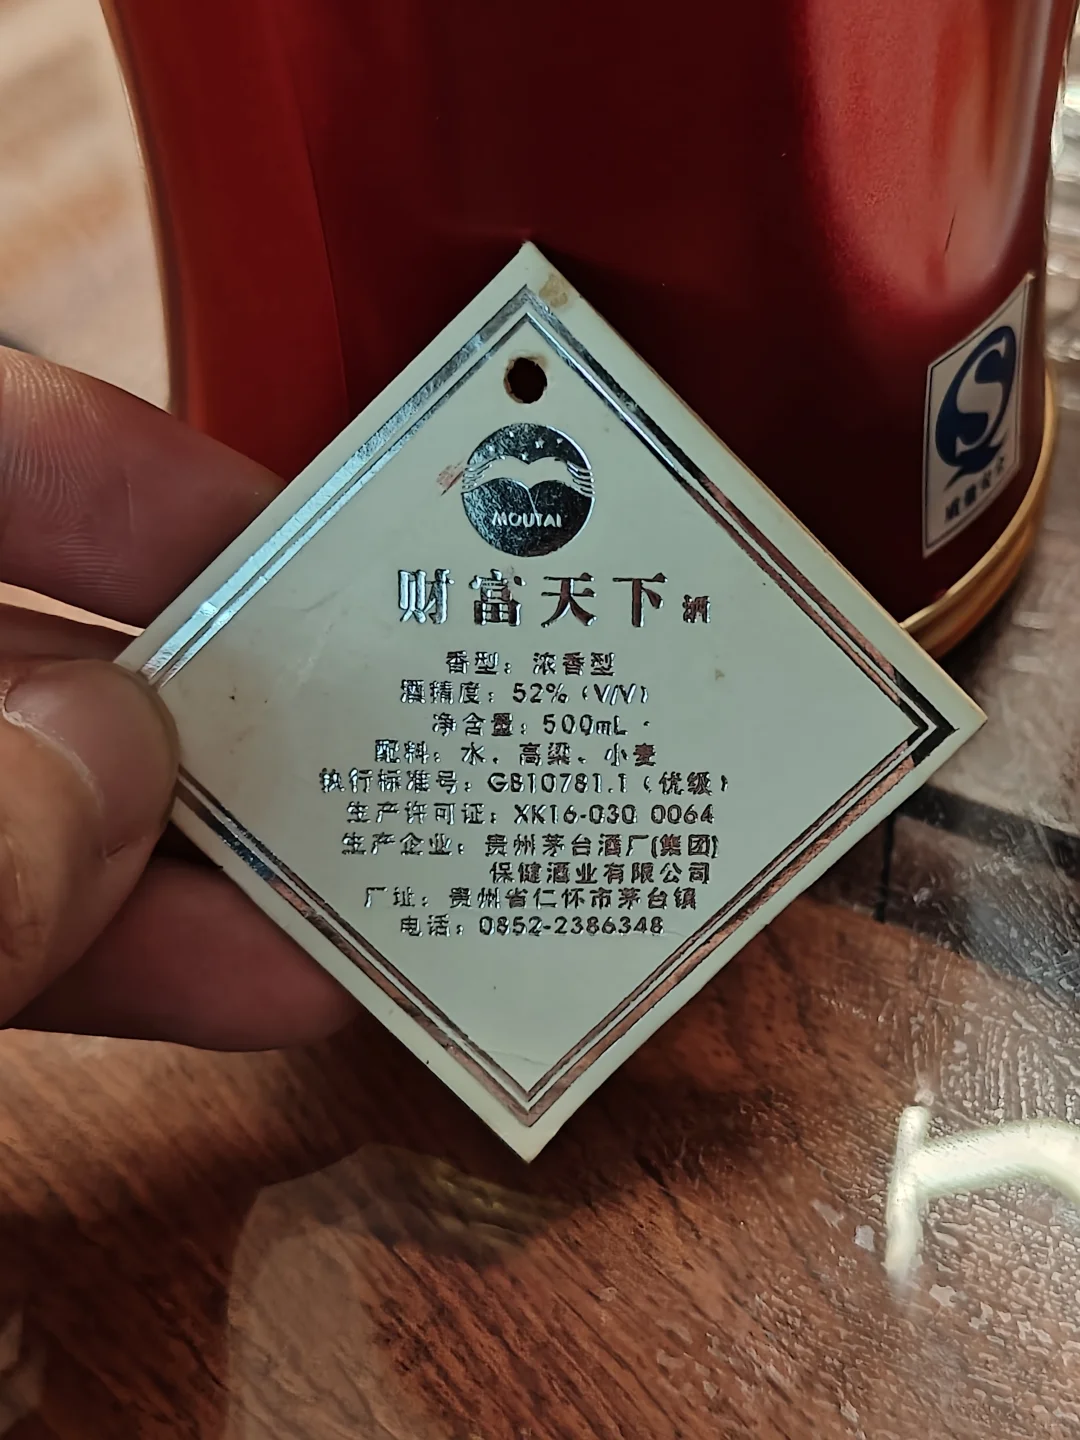 MOUTAI
财富天下酒
香型：浓香型
酒精度：52%（V/V）
净含量：500mL
配料：水、高粱、小麦
执行标准号：GB10781.1（优级）
生产许可证：XK16-030 0064
生产企业：贵州茅台酒厂(集团)
保健酒业有限公司
厂址：贵州省仁怀市茅台镇
电话：0852-2386348
质量安全